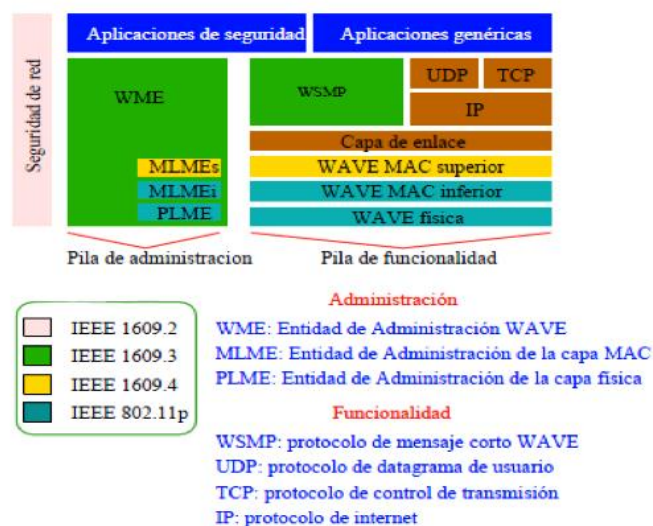 Aplicaciones de seguridad
Aplicaciones genéricas
Seguridad de red
WME
WSMP
UDP
TCP
IP
Capa de enlace
MLMEs
WAVE MAC superior
MLMEi
WAVE MAC inferior
PLME
WAVE física
Pila de administracion
Pila de funcionalidad
IEEE 1609.2
IEEE 1609.3
IEEE 1609.4
IEEE 802.11p
Administración
WME: Entidad de Administración WAVE
MLME: Entidad de Administración de la capa MAC
PLME: Entidad de Administración de la capa física
Funcionalidad
WSMP: protocolo de mensaje corto WAVE
UDP: protocolo de datagrama de usuario
TCP: protocolo de control de transmisión
IP: protocolo de internet